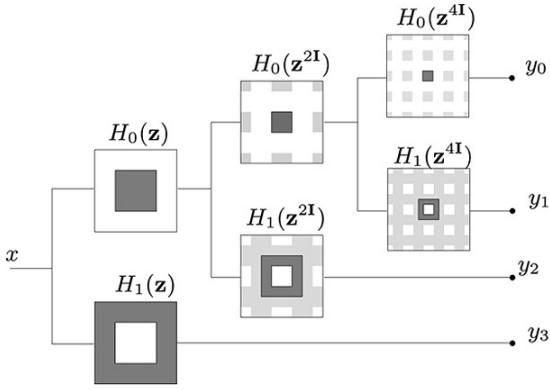 H₀(z⁴ᴵ)
y₀
H₀(z²ᴵ)
H₀(z)
H₁(z⁴ᴵ)
y₁
H₁(z²ᴵ)
x
y₂
H₁(z)
y₃